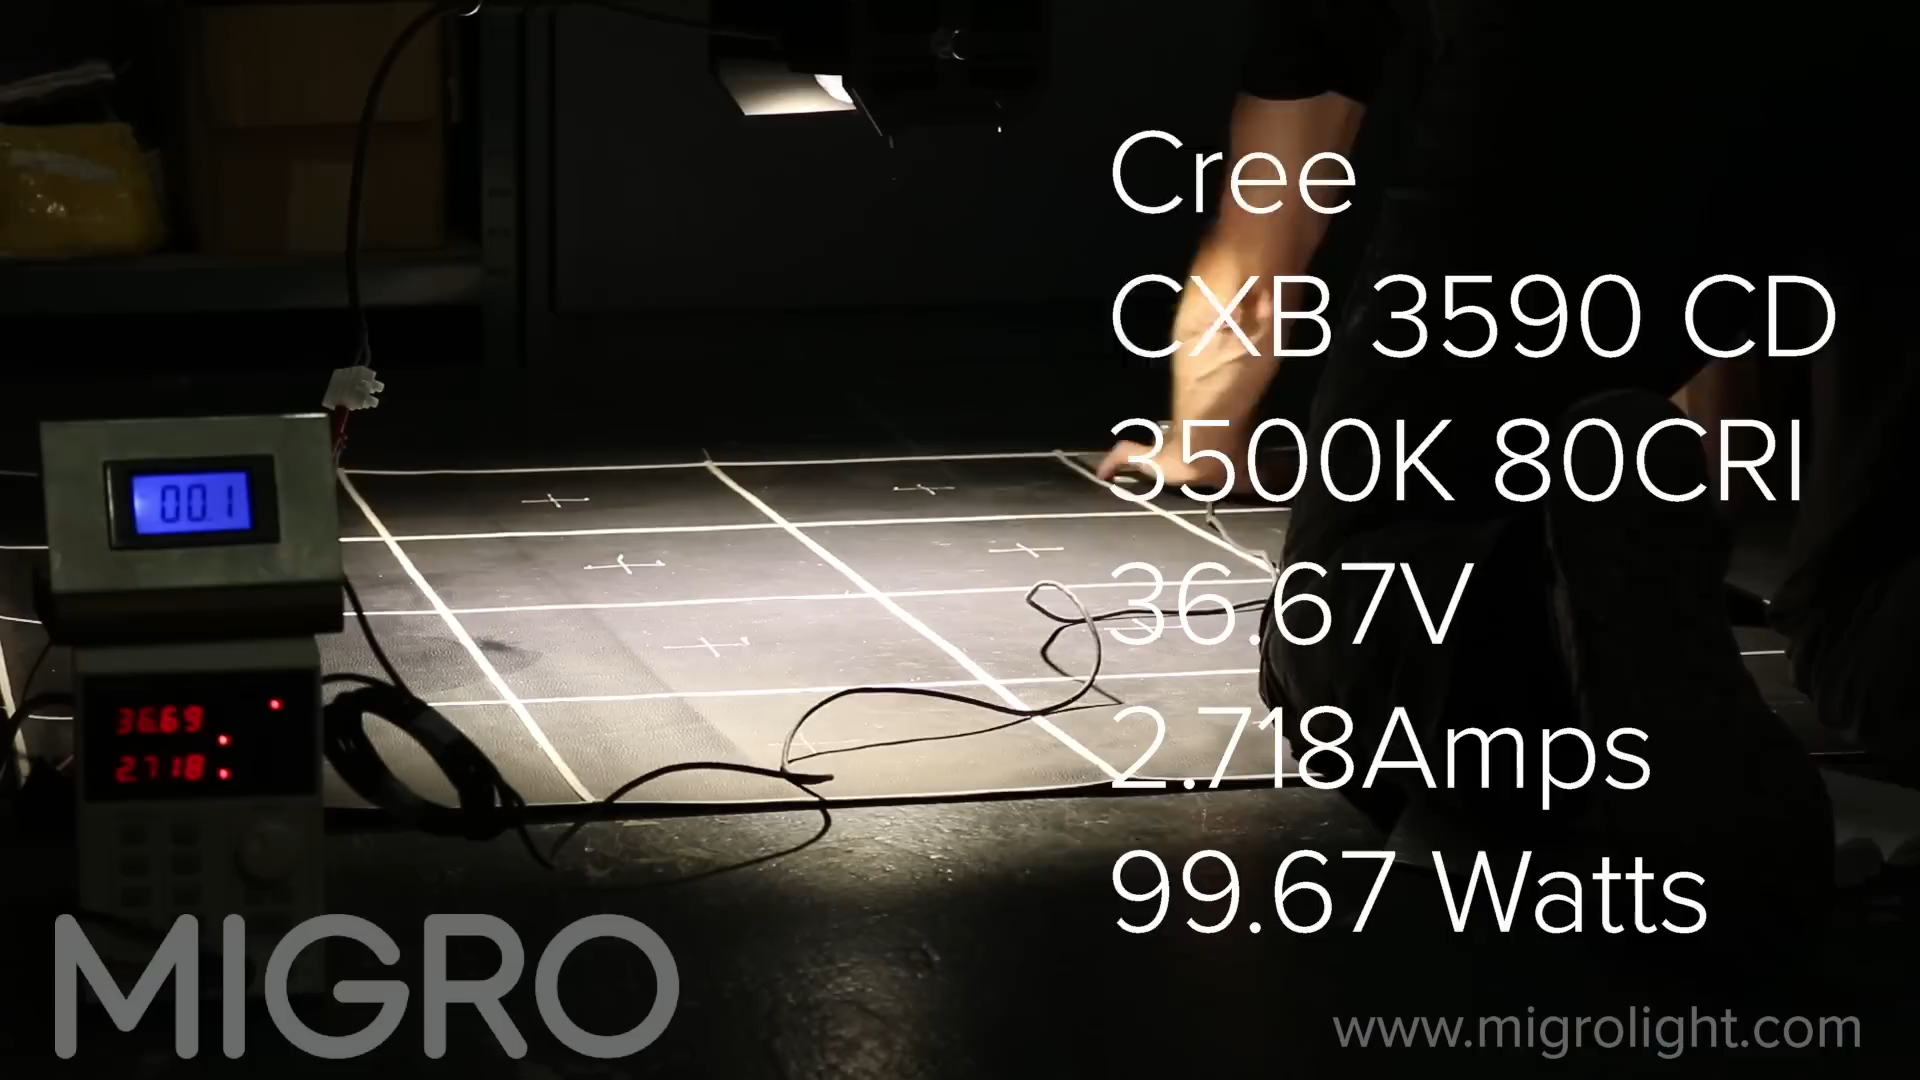 Cree
CXB 3590 CD
3500K 80CRI
36.67V
2.718Amps
99.67 Watts
00.1
36.69
2.718
MIGRO
www.migrolight.com